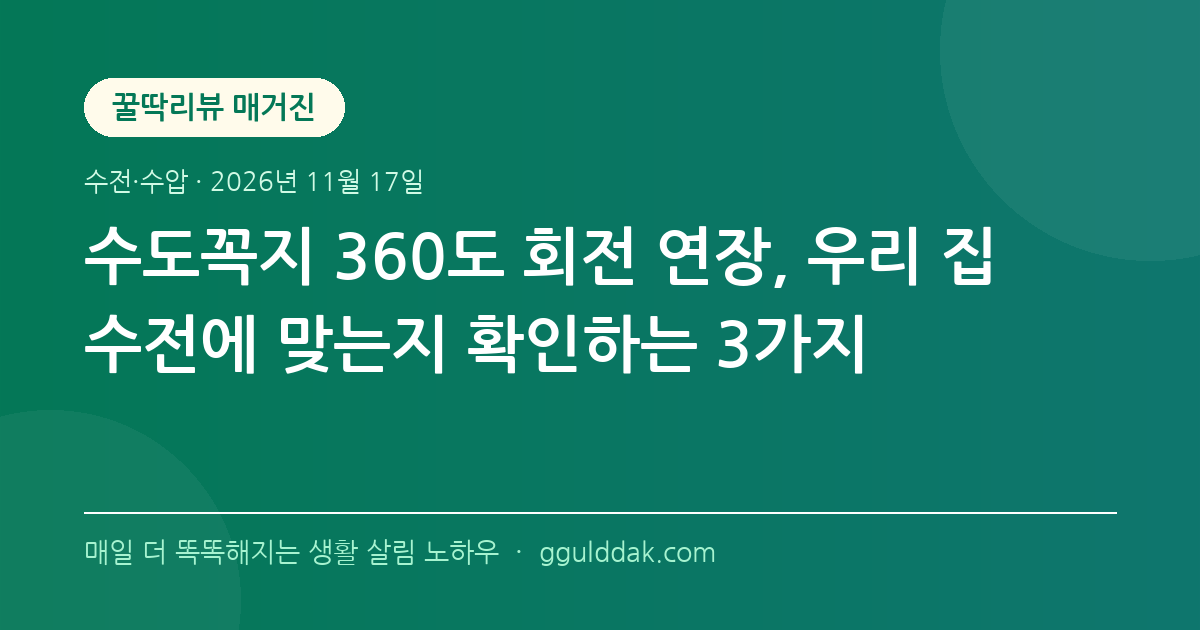 꿀딱리뷰 매거진
수전·수압 · 2026년 11월 17일
수도꼭지 360도 회전 연장, 우리 집
수전에 맞는지 확인하는 3가지
매일 더 똑똑해지는 생활 살림 노하우 · ggulddak.com